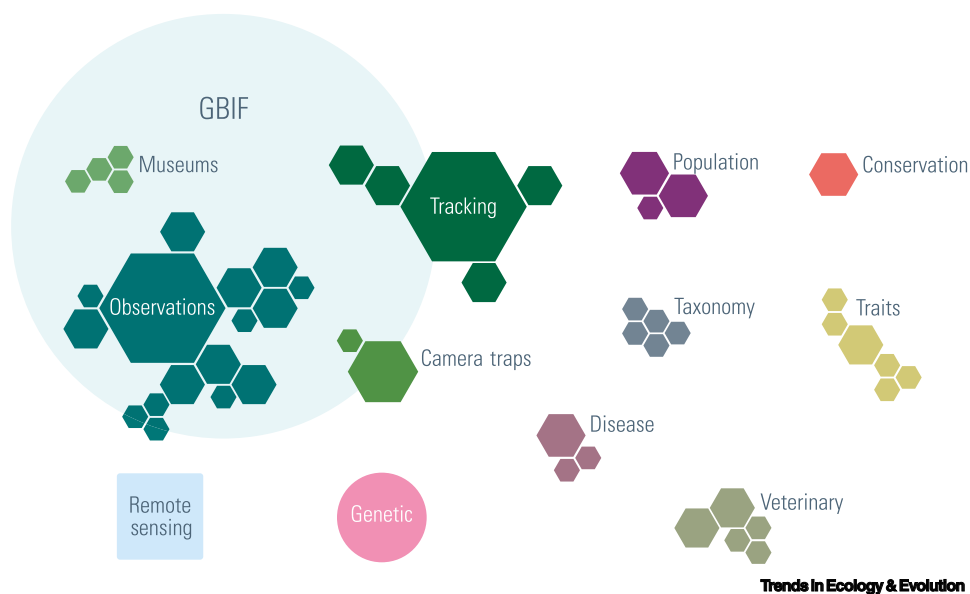 GBIF
Museums
Tracking
Population
Conservation
Observations
Taxonomy
Traits
Camera traps
Disease
Remote
sensing
Genetic
Veterinary
Trends in Ecology & Evolution